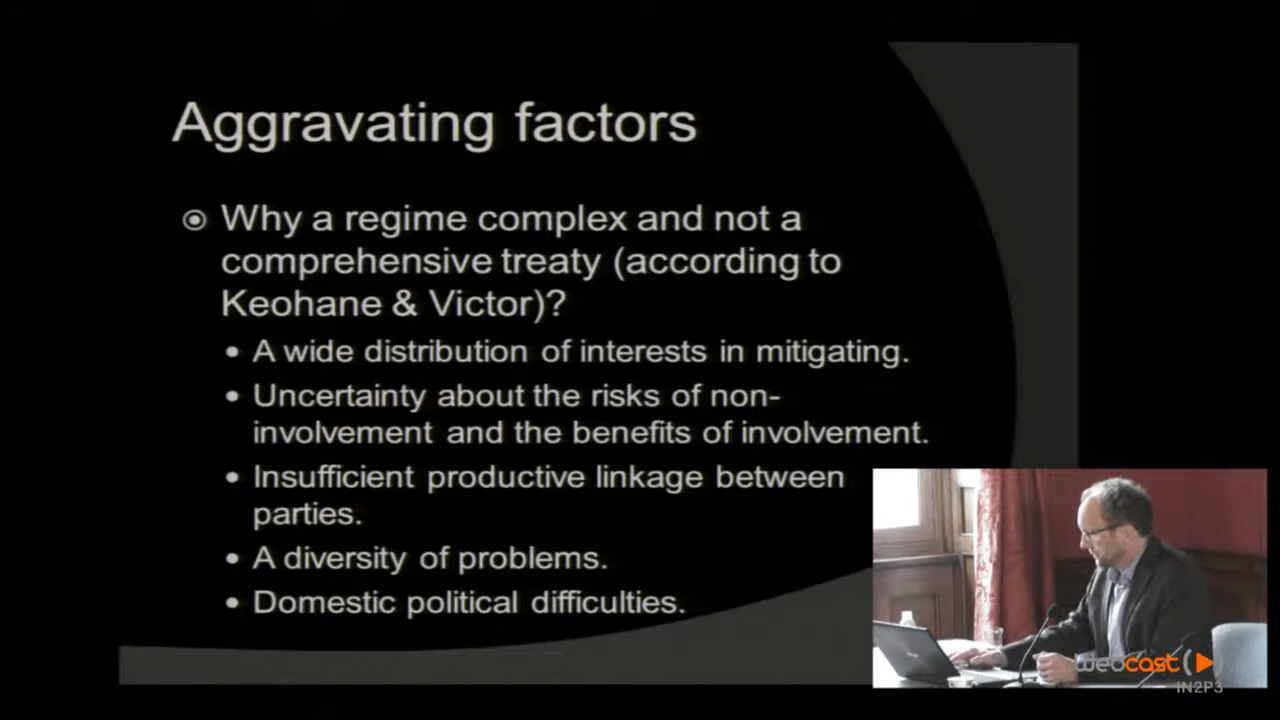 Aggravating factors
Why a regime complex and not a
comprehensive treaty (according to
Keohane & Victor)?
• A wide distribution of interests in mitigating.
• Uncertainty about the risks of non-
involvement and the benefits of involvement.
• Insufficient productive linkage between
parties.
• A diversity of problems.
• Domestic political difficulties.
webcast
IN2P3